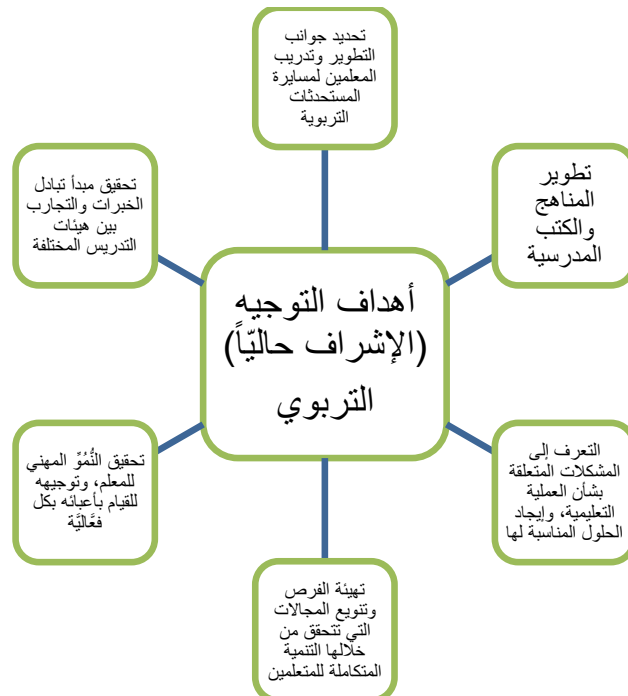 تحديد جوانب
التطوير وتدريب
المعلمين لمسايرة
المستحدثات
التربوية
تطوير
المناهج
والكتب
المدرسية
تحقيق مبدأ تبادل
الخبرات والتجارب
بين هيئات
التدريس المختلفة
أهداف التوجيه
(الإشراف حاليّاً)
التربوي
التعرف إلى
المشكلات المتعلقة
بشأن العملية
التعليمية، وإيجاد
الحلول المناسبة لها
تحقيق النُّمُوِّ المهني
للمعلم، وتوجيهه
للقيام بأعبائه بكل
فعَّاليَّة
تهيئة الفرص
وتنويع المجالات
التي تتحقق من
خلالها التنمية
المتكاملة للمتعلمين